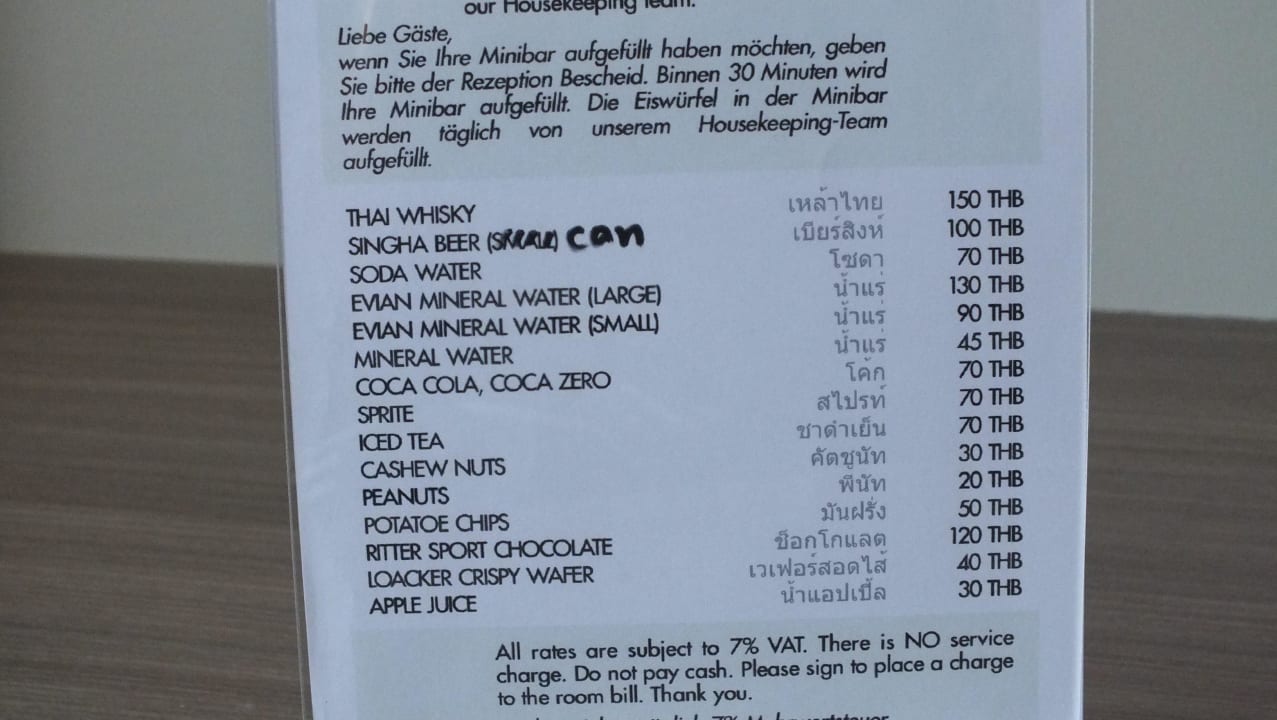 our Housekeeping Team.
Liebe Gäste,
wenn Sie Ihre Minibar aufgefüllt haben möchten, geben
Sie bitte der Rezeption Bescheid. Binnen 30 Minuten wird
Ihre Minibar aufgefüllt. Die Eiswürfel in der Minibar
werden täglich von unserem Housekeeping-Team
aufgefüllt.
THAI WHISKY เหล้าไทย 150 THB
SINGHA BEER (SMALL) can เบียร์สิงห์ 100 THB
SODA WATER โซดา 70 THB
EVIAN MINERAL WATER (LARGE) น้ำแร่ 130 THB
EVIAN MINERAL WATER (SMALL) น้ำแร่ 90 THB
MINERAL WATER น้ำแร่ 45 THB
COCA COLA, COCA ZERO โค้ก 70 THB
SPRITE สไปรท์ 70 THB
ICED TEA ชาดำเย็น 70 THB
CASHEW NUTS คัตชูนัท 30 THB
PEANUTS พีนัท 20 THB
POTATOE CHIPS มันฝรั่ง 50 THB
RITTER SPORT CHOCOLATE ช็อกโกแลต 120 THB
LOACKER CRISPY WAFER เวเฟอร์สอดไส้ 40 THB
APPLE JUICE น้ำแอปเปิ้ล 30 THB
All rates are subject to 7% VAT. There is NO service
charge. Do not pay cash. Please sign to place a charge
to the room bill. Thank you.
7% Mehrwertsteuer